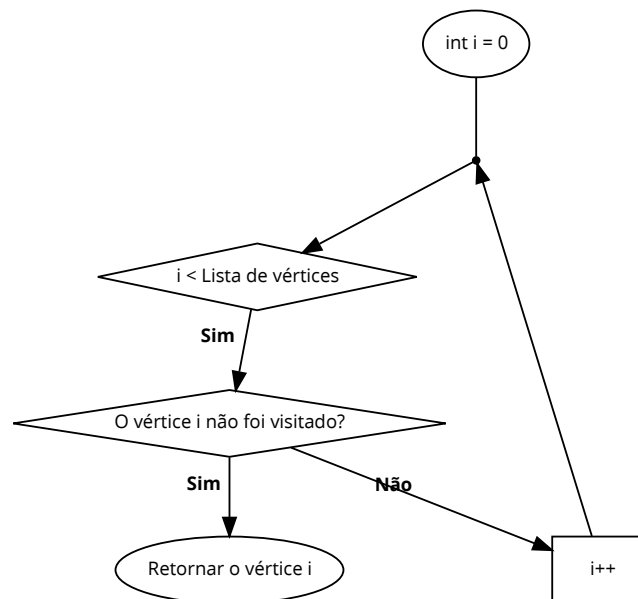 int i = 0
i < Lista de vértices
Sim
O vértice i não foi visitado?
Sim
Não
Retornar o vértice i
i++